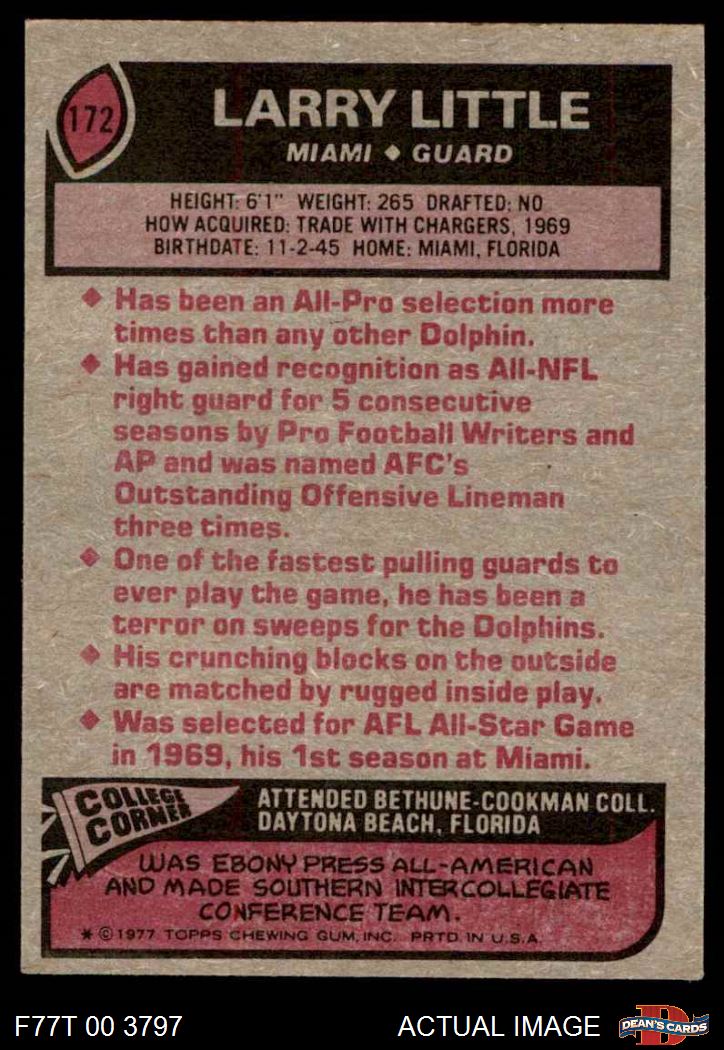 172
LARRY LITTLE
MIAMI ◆ GUARD
HEIGHT: 6'1" WEIGHT: 265 DRAFTED: NO
HOW ACQUIRED: TRADE WITH CHARGERS, 1969
BIRTHDATE: 11-2-45 HOME: MIAMI, FLORIDA
◆ Has been an All-Pro selection more
times than any other Dolphin.
◆ Has gained recognition as All-NFL
right guard for 5 consecutive
seasons by Pro Football Writers and
AP and was named AFC's
Outstanding Offensive Lineman
three times.
◆ One of the fastest pulling guards to
ever play the game, he has been a
terror on sweeps for the Dolphins.
◆ His crunching blocks on the outside
are matched by rugged inside play.
◆ Was selected for AFL All-Star Game
in 1969, his 1st season at Miami.
COLLEGE
CORNER
ATTENDED BETHUNE-COOKMAN COLL.
DAYTONA BEACH, FLORIDA
WAS EBONY PRESS ALL-AMERICAN
AND MADE SOUTHERN INTERCOLLEGIATE
CONFERENCE TEAM.
* © 1977 TOPPS CHEWING GUM, INC. PRTD. IN U.S.A.
F77T 00 3797
ACTUAL IMAGE
D
DEAN'S CARDS